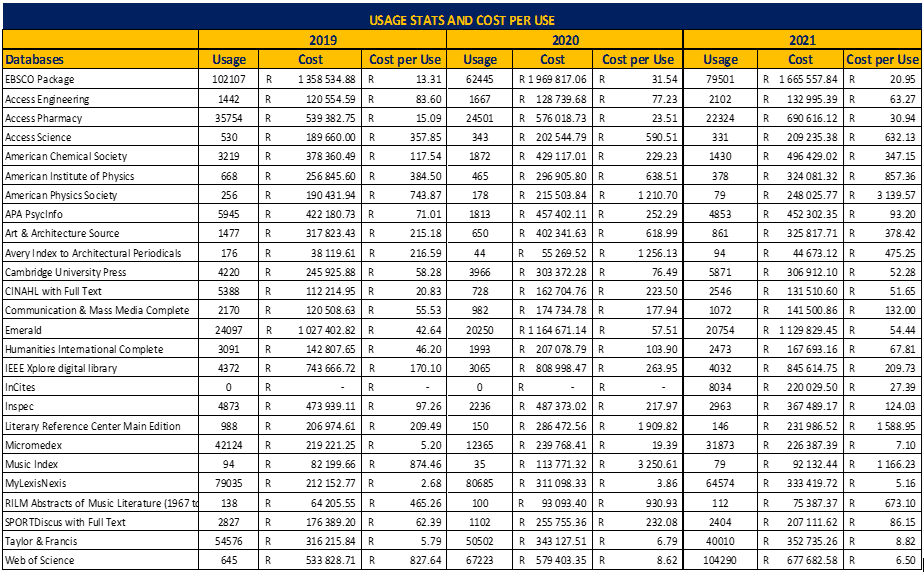 USAGE STATS AND COST PER USE
2019 2020 2021
Databases Usage Cost Cost per Use Usage Cost Cost per Use Usage Cost Cost per Use
EBSCO Package 102107 R 1 358 534.88 R 13.31 62445 R 1 969 817.06 R 31.54 79501 R 1 665 557.84 R 20.95
Access Engineering 1442 R 120 554.59 R 83.60 1667 R 128 739.68 R 77.23 2102 R 132 995.39 R 63.27
Access Pharmacy 35754 R 539 382.75 R 15.09 24501 R 576 018.73 R 23.51 22324 R 690 616.12 R 30.94
Access Science 530 R 189 660.00 R 357.85 343 R 202 544.79 R 590.51 331 R 209 235.38 R 632.13
American Chemical Society 3219 R 378 360.49 R 117.54 1872 R 429 117.01 R 229.23 1430 R 496 429.02 R 347.15
American Institute of Physics 668 R 256 845.60 R 384.50 465 R 296 905.80 R 638.51 378 R 324 081.32 R 857.36
American Physics Society 256 R 190 431.94 R 743.87 178 R 215 503.84 R 1 210.70 79 R 248 025.77 R 3 139.57
APA PsycInfo 5945 R 422 180.73 R 71.01 1813 R 457 402.11 R 252.29 4853 R 452 302.35 R 93.20
Art & Architecture Source 1477 R 317 823.43 R 215.18 650 R 402 341.63 R 618.99 861 R 325 817.71 R 378.42
Avery Index to Architectural Periodicals 176 R 38 119.61 R 216.59 44 R 55 269.52 R 1 256.13 94 R 44 673.12 R 475.25
Cambridge University Press 4220 R 245 925.88 R 58.28 3966 R 303 372.28 R 76.49 5871 R 306 912.10 R 52.28
CINAHL with Full Text 5388 R 112 214.95 R 20.83 728 R 162 704.76 R 223.50 2546 R 131 510.60 R 51.65
Communication & Mass Media Complete 2170 R 120 508.63 R 55.53 982 R 174 734.78 R 177.94 1072 R 141 500.86 R 132.00
Emerald 24097 R 1 027 402.82 R 42.64 20250 R 1 164 671.14 R 57.51 20754 R 1 129 829.45 R 54.44
Humanities International Complete 3091 R 142 807.65 R 46.20 1993 R 207 078.79 R 103.90 2473 R 167 693.16 R 67.81
IEEE Xplore digital library 4372 R 743 666.72 R 170.10 3065 R 808 998.47 R 263.95 4032 R 845 614.75 R 209.73
InCites 0 R - R - 0 R - R - 8034 R 220 029.50 R 27.39
Inspec 4873 R 473 939.11 R 97.26 2236 R 487 373.02 R 217.97 2963 R 367 489.17 R 124.03
Literary Reference Center Main Edition 988 R 206 974.61 R 209.49 150 R 286 472.56 R 1 909.82 146 R 231 986.52 R 1 588.95
Micromedex 42124 R 219 221.25 R 5.20 12365 R 239 768.41 R 19.39 31873 R 226 387.39 R 7.10
Music Index 94 R 82 199.66 R 874.46 35 R 113 771.32 R 3 250.61 79 R 92 132.44 R 1 166.23
MyLexisNexis 79035 R 212 152.77 R 2.68 80685 R 311 098.33 R 3.86 64574 R 333 419.72 R 5.16
RILM Abstracts of Music Literature (1967 to 138 R 64 205.55 R 465.26 100 R 93 093.40 R 930.93 112 R 75 387.37 R 673.10
SPORTDiscus with Full Text 2827 R 176 389.20 R 62.39 1102 R 255 755.36 R 232.08 2404 R 207 111.62 R 86.15
Taylor & Francis 54576 R 316 215.84 R 5.79 50502 R 343 127.51 R 6.79 40010 R 352 735.26 R 8.82
Web of Science 645 R 533 828.71 R 827.64 67223 R 579 403.35 R 8.62 104290 R 677 682.58 R 6.50